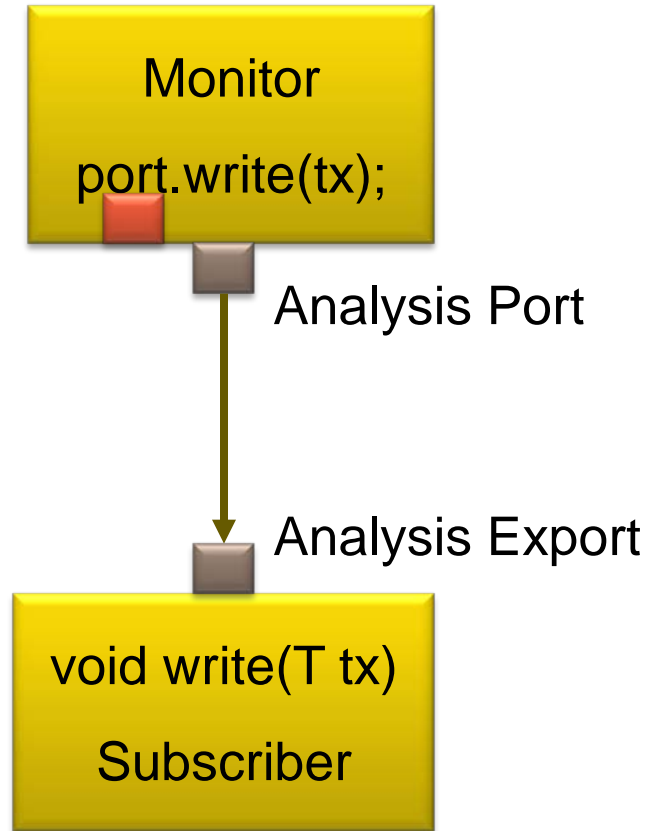 Monitor
port.write(tx);
Analysis Port
Analysis Export
void write(T tx)
Subscriber